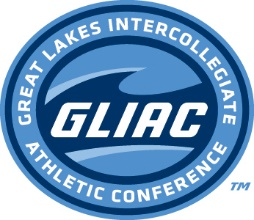 GREAT LAKES INTERCOLLEGIATE
GLIAC
ATHLETIC CONFERENCE
TM